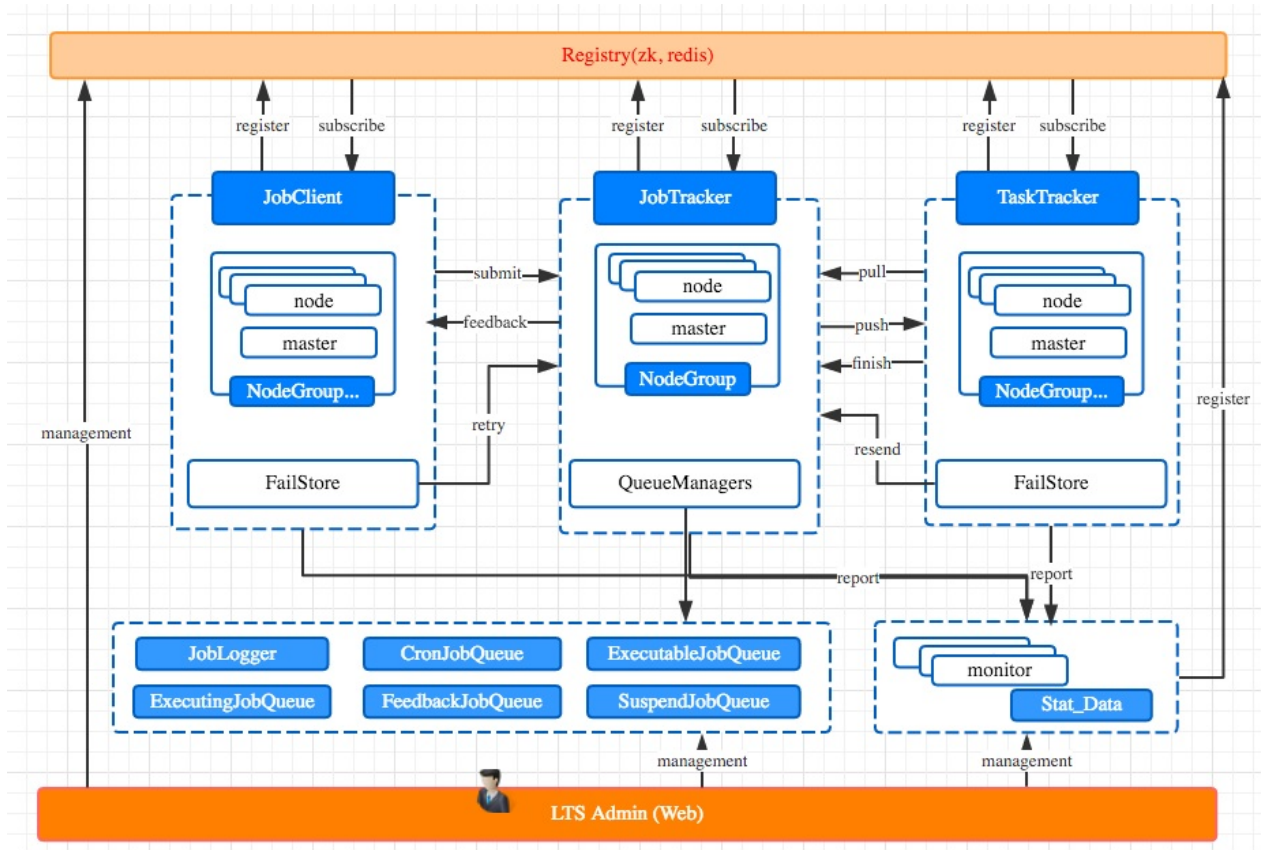 Registry(zk, redis)
register
subscribe
register
subscribe
register
subscribe
JobClient
JobTracker
TaskTracker
node
master
NodeGroup...
FailStore
submit
feedback
retry
node
master
NodeGroup
QueueManagers
pull
push
finish
resend
node
master
NodeGroup...
FailStore
management
register
report
report
JobLogger
CronJobQueue
ExecutableJobQueue
ExecutingJobQueue
FeedbackJobQueue
SuspendJobQueue
monitor
Stat_Data
management
management
LTS Admin (Web)